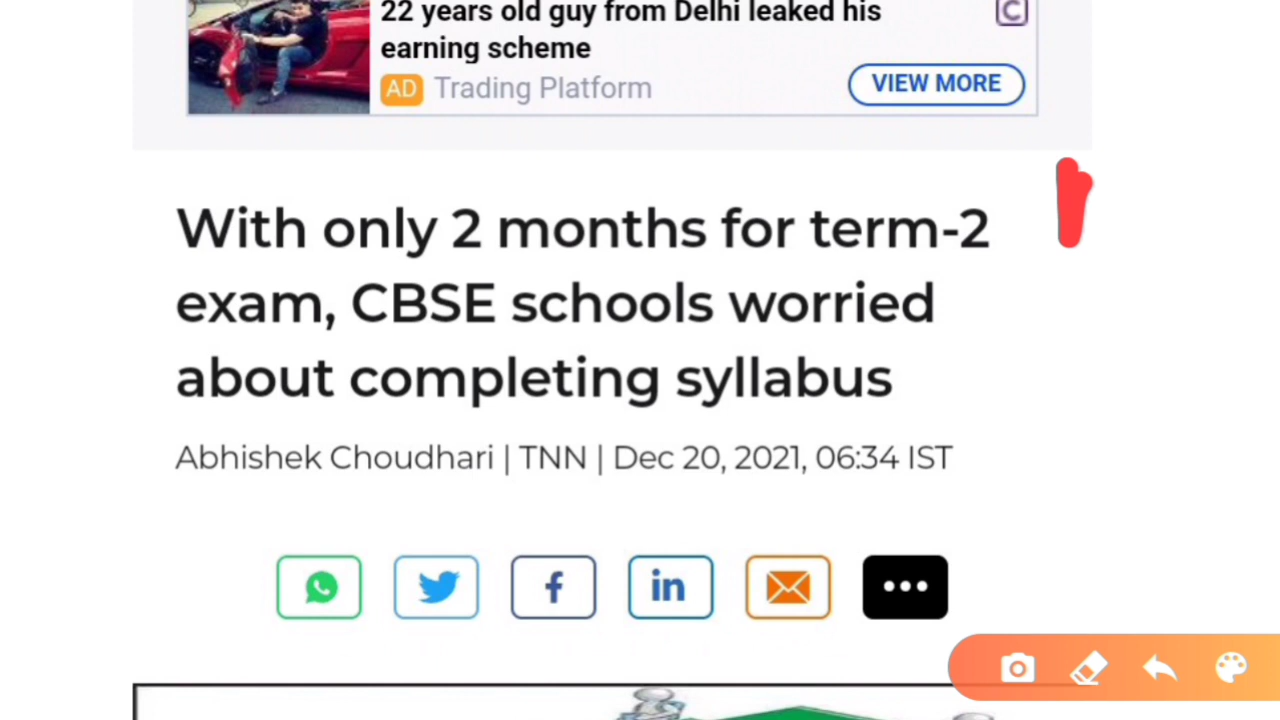 22 years old guy from Delhi leaked his
earning scheme
AD Trading Platform
VIEW MORE
With only 2 months for term-2
exam, CBSE schools worried
about completing syllabus
Abhishek Choudhari | TNN | Dec 20, 2021, 06:34 IST